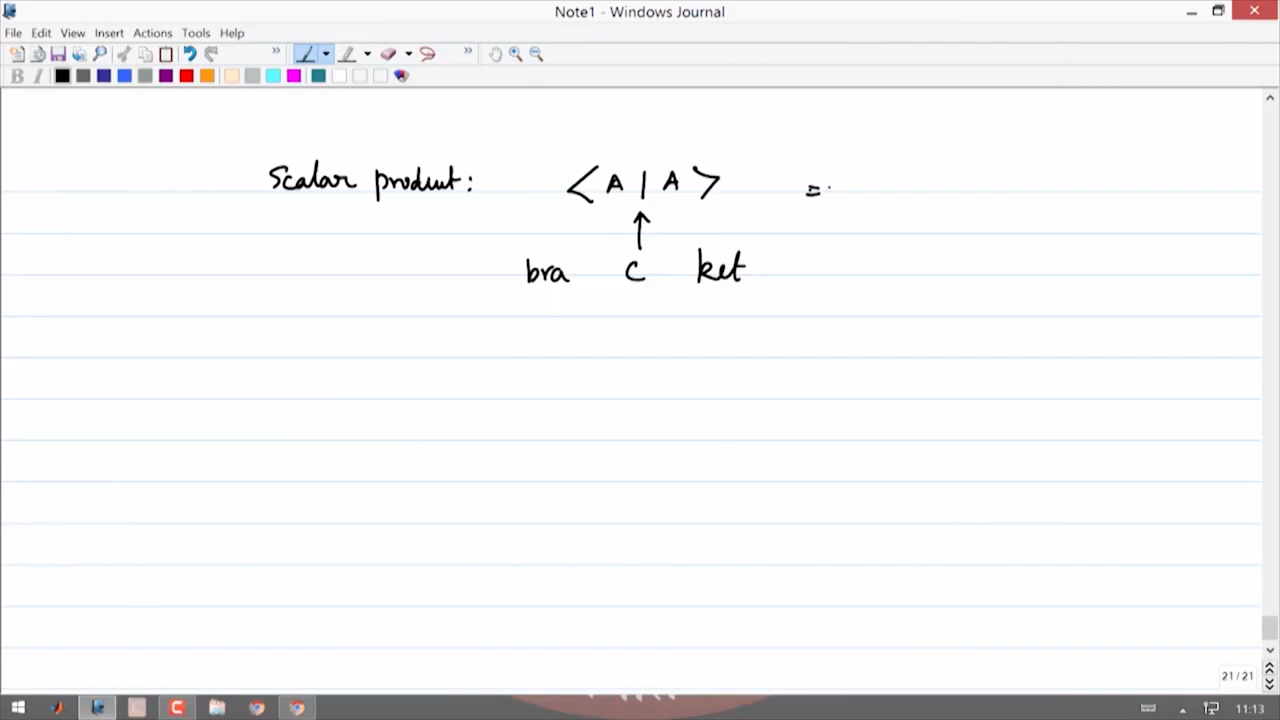 Note1 - Windows Journal
File Edit View Insert Actions Tools Help
B I
Scalar product: < A | A > =
bra C ket
21/21
11:13